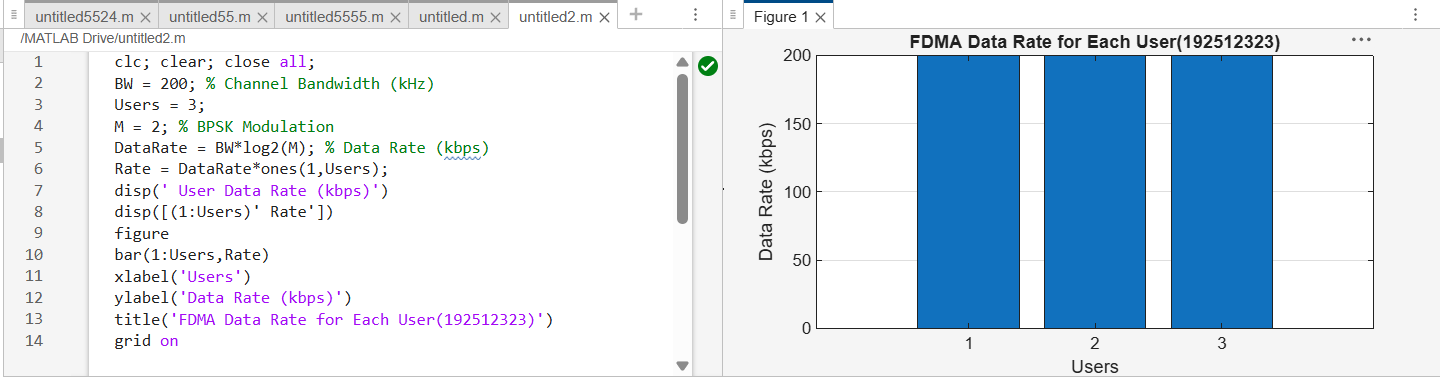 untitled5524.m
untitled55.m
untitled5555.m
untitled.m
untitled2.m
/MATLAB Drive/untitled2.m
1 clc; clear; close all;
2 BW = 200; % Channel Bandwidth (kHz)
3 Users = 3;
4 M = 2; % BPSK Modulation
5 DataRate = BW*log2(M); % Data Rate (kbps)
6 Rate = DataRate*ones(1,Users);
7 disp(' User Data Rate (kbps)')
8 disp([(1:Users)' Rate'])
9 figure
10 bar(1:Users,Rate)
11 xlabel('Users')
12 ylabel('Data Rate (kbps)')
13 title('FDMA Data Rate for Each User(192512323)')
14 grid on
Figure 1
FDMA Data Rate for Each User(192512323)
Data Rate (kbps)
200
150
100
50
0
1 2 3
Users